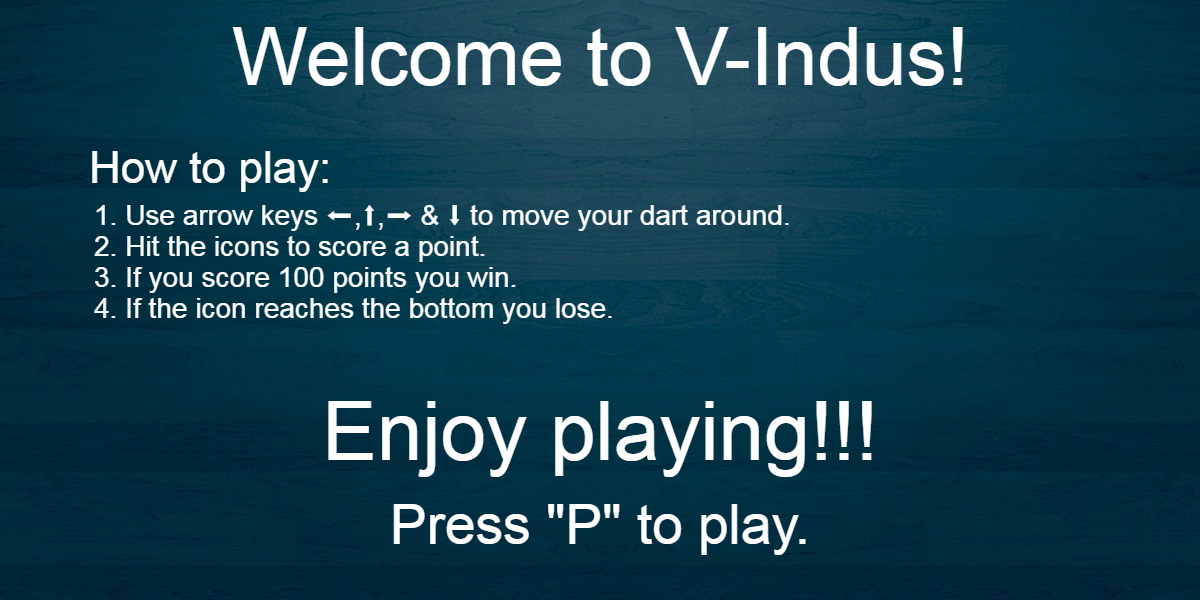 Welcome to V-Indus!
How to play:
1. Use arrow keys ←,↑,→ & ↓ to move your dart around.
2. Hit the icons to score a point.
3. If you score 100 points you win.
4. If the icon reaches the bottom you lose.
Enjoy playing!!!
Press "P" to play.